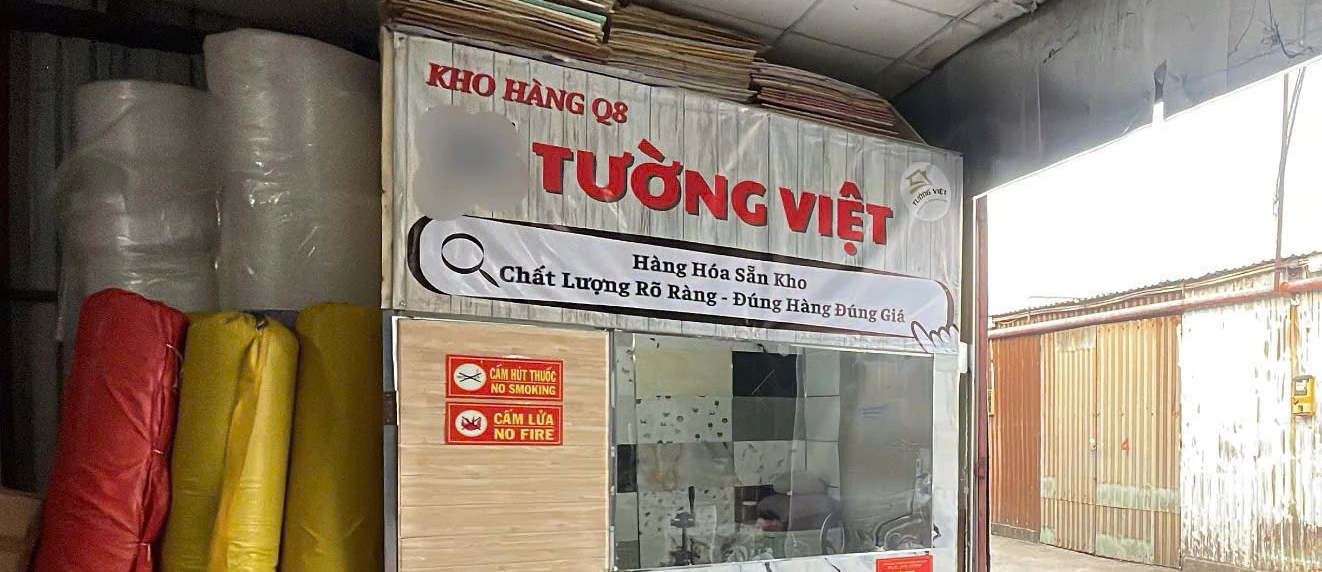 KHO HÀNG Q8
TƯỜNG VIỆT
TƯỜNG VIỆT
Hàng Hóa Sẵn Kho
Chất Lượng Rõ Ràng - Đúng Hàng Đúng Giá
CẤM HÚT THUỐC
NO SMOKING
CẤM LỬA
NO FIRE
4